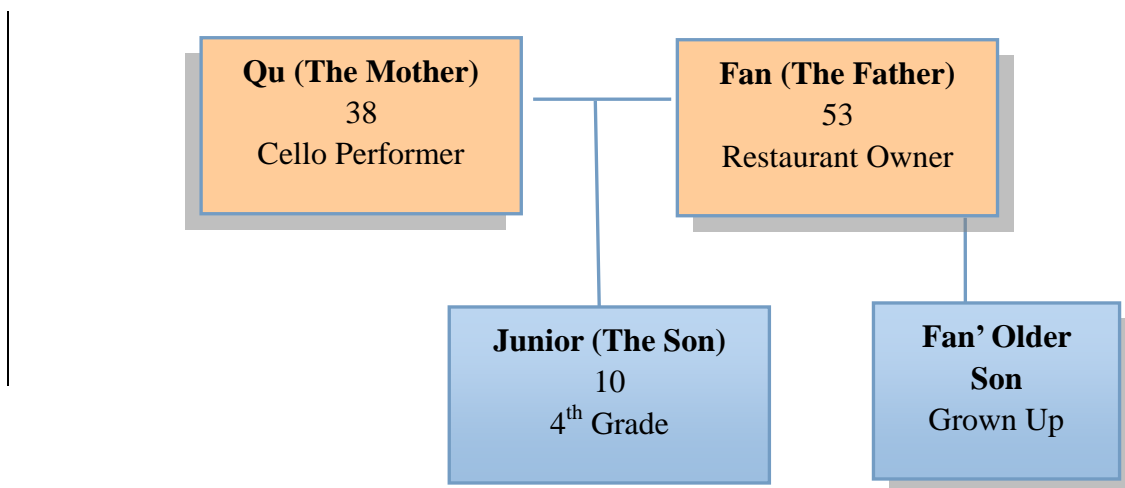 Qu (The Mother)
38
Cello Performer
Fan (The Father)
53
Restaurant Owner
Junior (The Son)
10
4th Grade
Fan’ Older
Son
Grown Up